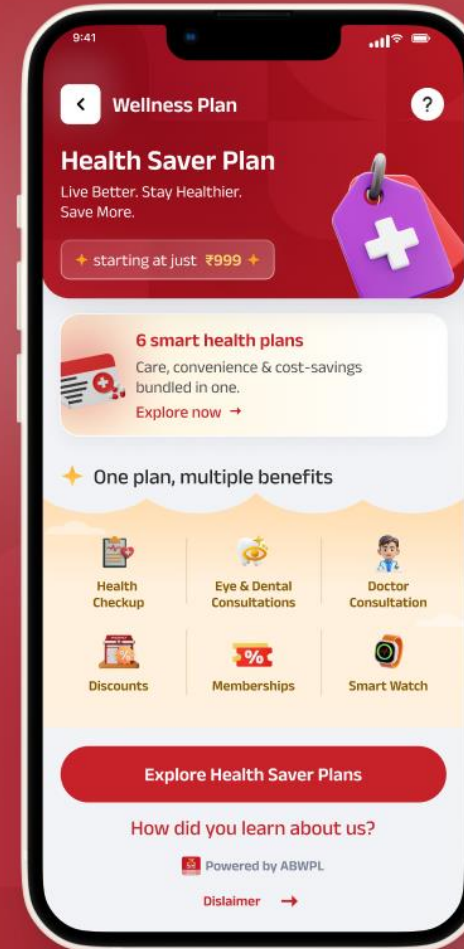 9:41
Wellness Plan
?
Health Saver Plan
Live Better. Stay Healthier.
Save More.
starting at just ₹999
6 smart health plans
Care, convenience & cost-savings
bundled in one.
Explore now →
One plan, multiple benefits
Health
Checkup
Eye & Dental
Consultations
Doctor
Consultation
%
Discounts
Memberships
Smart Watch
Explore Health Saver Plans
How did you learn about us?
Powered by ABWPL
Dislaimer →